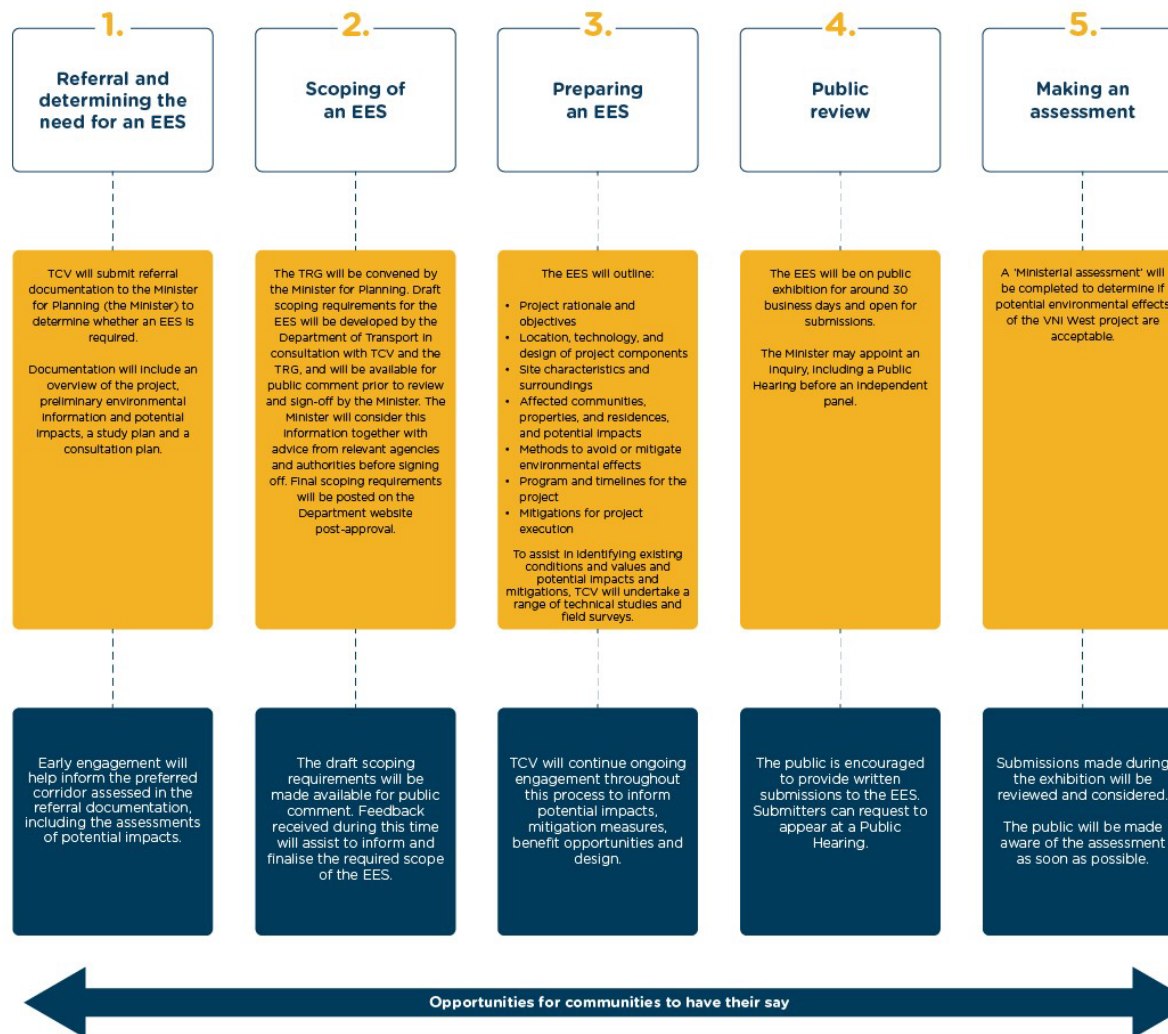 1.
Referral and
determining the
need for an EES
TCV will submit referral
documentation to the Minister
for Planning (the Minister) to
determine whether an EES is
required.
Documentation will include an
overview of the project,
preliminary environmental
information and potential
impacts, a study plan and a
consultation plan.
Early engagement will
help inform the preferred
corridor assessed in the
referral documentation,
including the assessments
of potential impacts.
2.
Scoping of
an EES
The TRG will be convened by
the Minister for Planning. Draft
scoping requirements for the
EES will be developed by the
Department of Transport in
consultation with TCV and the
TRG, and will be available for
public comment prior to review
and sign-off by the Minister. The
Minister will consider this
information together with
advice from relevant agencies
and authorities before signing
off. Final scoping requirements
will be posted on the
Department website
post-approval.
The draft scoping
requirements will be
made available for public
comment. Feedback
received during this time
will assist to inform and
finalise the required scope
of the EES.
3.
Preparing
an EES
The EES will outline:
• Project rationale and
objectives
• Location, technology, and
design of project components
• Site characteristics and
surroundings
• Affected communities,
properties, and residences,
and potential impacts
• Methods to avoid or mitigate
environmental effects
• Program and timelines for the
project
• Mitigations for project
execution
To assist in identifying existing
conditions and values and
potential impacts and
mitigations, TCV will undertake a
range of technical studies and
field surveys.
TCV will continue ongoing
engagement throughout
this process to inform
potential impacts,
mitigation measures,
benefit opportunities and
design.
4.
Public
review
The EES will be on public
exhibition for around 30
business days and open for
submissions.
The Minister may appoint an
inquiry, including a Public
Hearing before an independent
panel.
The public is encouraged
to provide written
submissions to the EES.
Submitters can request to
appear at a Public
Hearing.
5.
Making an
assessment
A 'Ministerial assessment' will
be completed to determine if
potential environmental effects
of the VNI West project are
acceptable.
Submissions made during
the exhibition will be
reviewed and considered.
The public will be made
aware of the assessment
as soon as possible.
Opportunities for communities to have their say